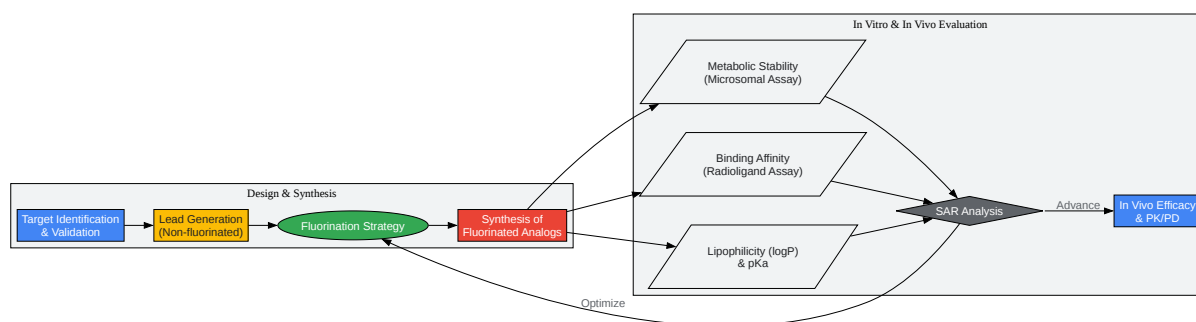 In Vitro & In Vivo Evaluation
Metabolic Stability
(Microsomal Assay)
Binding Affinity
(Radioligand Assay)
Design & Synthesis
Target Identification
& Validation
Lead Generation
(Non-fluorinated)
Fluorination Strategy
Synthesis of
Fluorinated Analogs
Lipophilicity (logP)
& pKa
SAR Analysis
Advance
In Vivo Efficacy
& PK/PD
Optimize